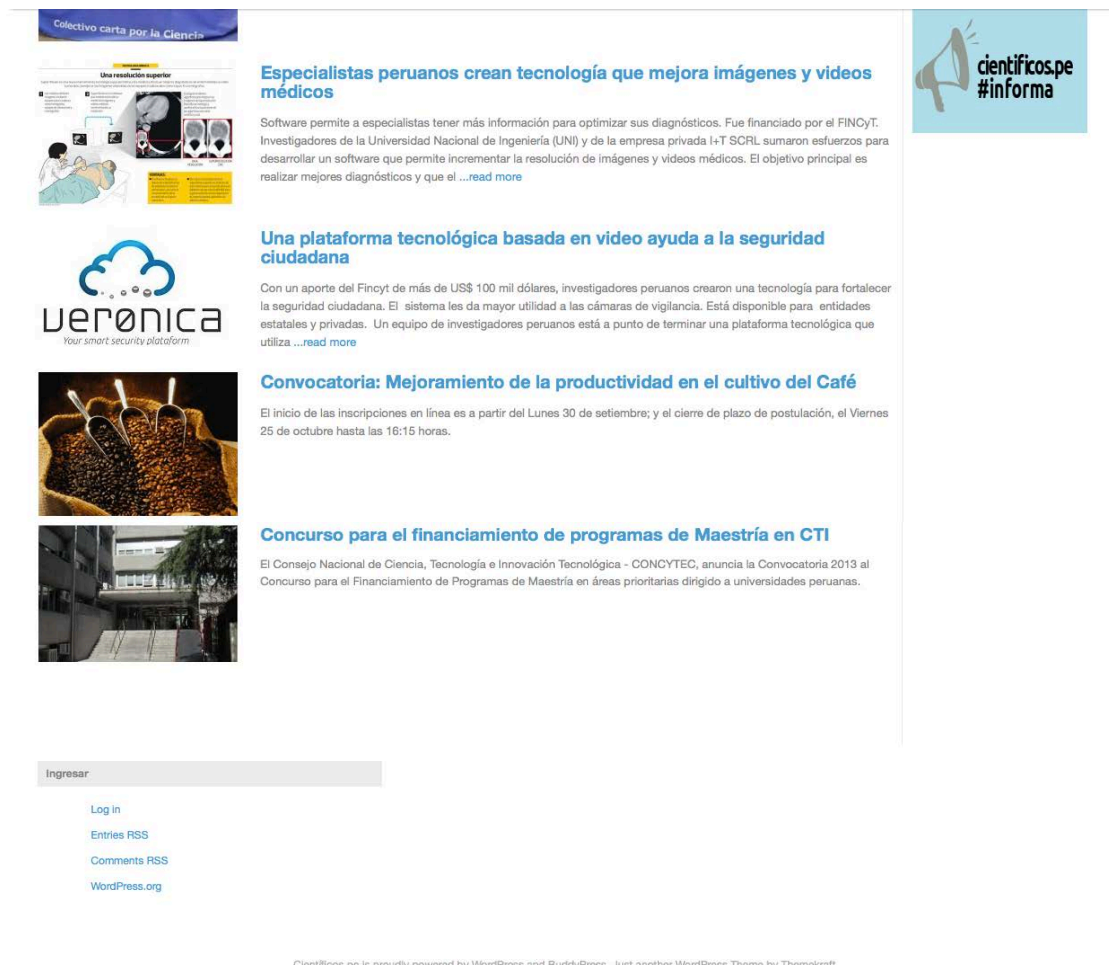 Colectivo carta por la Ciencia
Una resolución superior
Especialistas peruanos crean tecnología que mejora imágenes y videos
médicos
Software permite a especialistas tener más información para optimizar sus diagnósticos. Fue financiado por el FINCyT.
Investigadores de la Universidad Nacional de Ingeniería (UNI) y de la empresa privada I+T SCRL sumaron esfuerzos para
desarrollar un software que permite incrementar la resolución de imágenes y videos médicos. El objetivo principal es
realizar mejores diagnósticos y que el ...read more
científicos.pe
#informa
verønica
Your smart security plataform
Una plataforma tecnológica basada en video ayuda a la seguridad
ciudadana
Con un aporte del Fincyt de más de US$ 100 mil dólares, investigadores peruanos crearon una tecnología para fortalecer
la seguridad ciudadana. El sistema les da mayor utilidad a las cámaras de vigilancia. Está disponible para entidades
estatales y privadas. Un equipo de investigadores peruanos está a punto de terminar una plataforma tecnológica que
utiliza ...read more
Convocatoria: Mejoramiento de la productividad en el cultivo del Café
El inicio de las inscripciones en línea es a partir del Lunes 30 de setiembre; y el cierre de plazo de postulación, el Viernes
25 de octubre hasta las 16:15 horas.
Concurso para el financiamiento de programas de Maestría en CTI
El Consejo Nacional de Ciencia, Tecnología e Innovación Tecnológica - CONCYTEC, anuncia la Convocatoria 2013 al
Concurso para el Financiamiento de Programas de Maestría en áreas prioritarias dirigido a universidades peruanas.
Ingresar
Log in
Entries RSS
Comments RSS
WordPress.org
Científicos.pe is proudly powered by WordPress and BuddyPress. Just another WordPress Theme by Themekraft